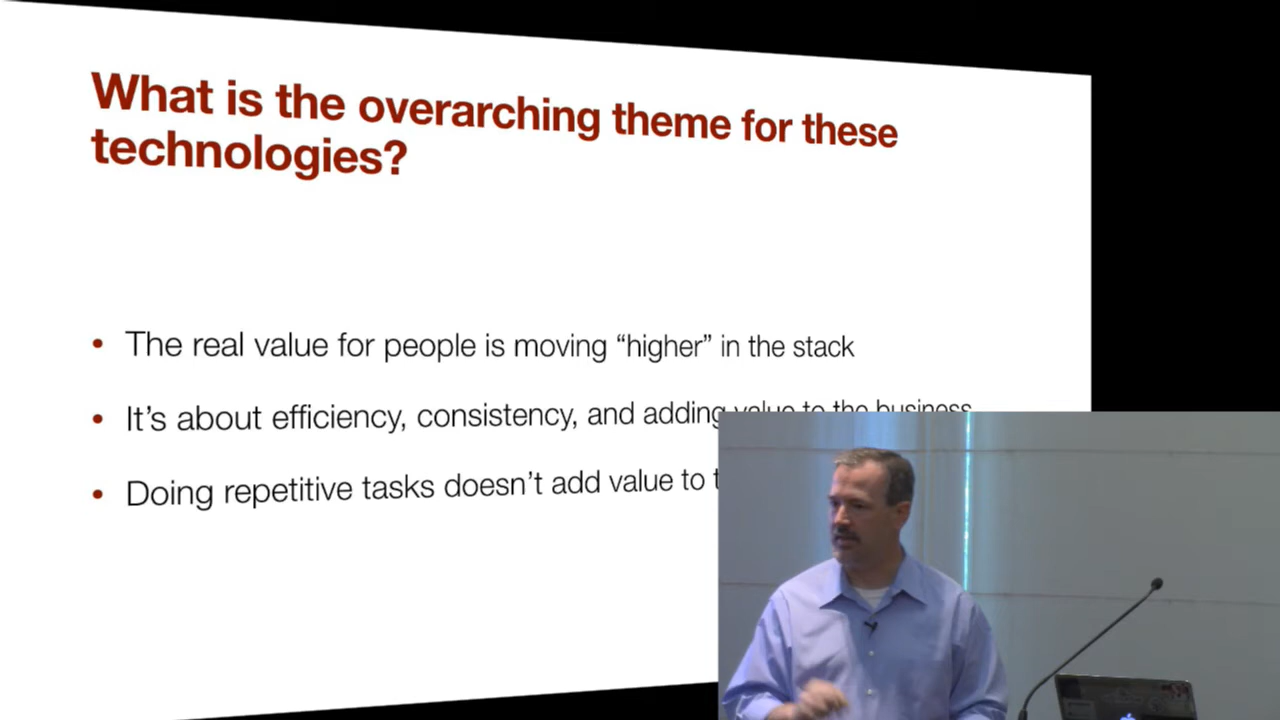 What is the overarching theme for these
technologies?
• The real value for people is moving “higher” in the stack
• It’s about efficiency, consistency, and adding value to the business
• Doing repetitive tasks doesn’t add value to